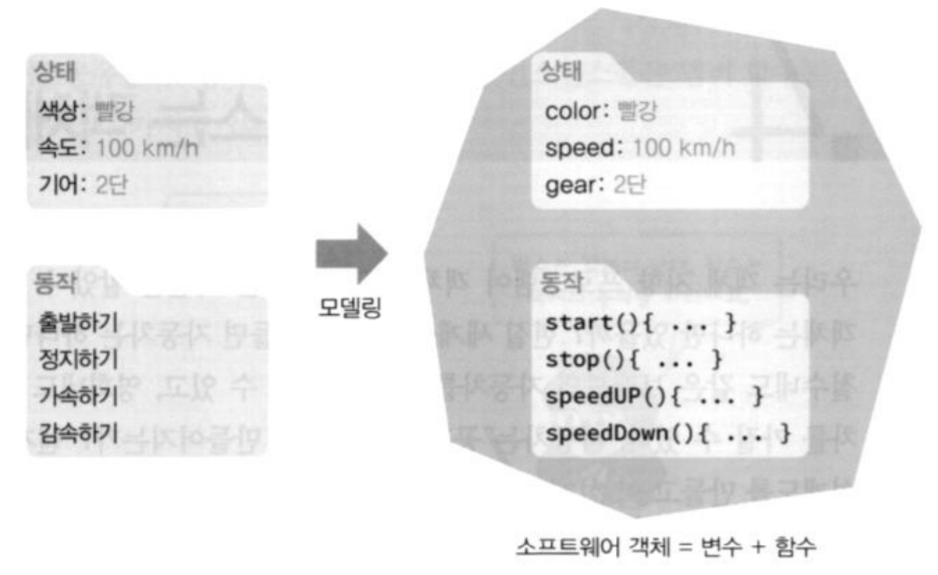 상태
색상: 빨강
속도: 100 km/h
기어: 2단
동작
출발하기
정지하기
가속하기
감속하기
모델링
상태
color: 빨강
speed: 100 km/h
gear: 2단
동작
start(){ ... }
stop(){ ... }
speedUP(){ ... }
speedDown(){ ... }
소프트웨어 객체 = 변수 + 함수